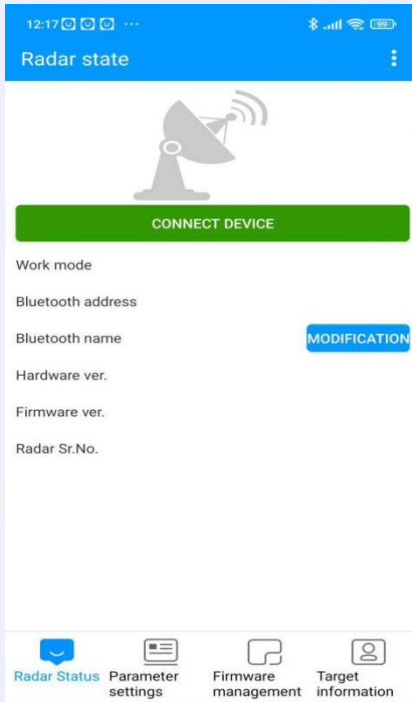 12:17 ... 99
Radar state
CONNECT DEVICE
Work mode
Bluetooth address
Bluetooth name MODIFICATION
Hardware ver.
Firmware ver.
Radar Sr.No.
Radar Status Parameter settings Firmware management Target information